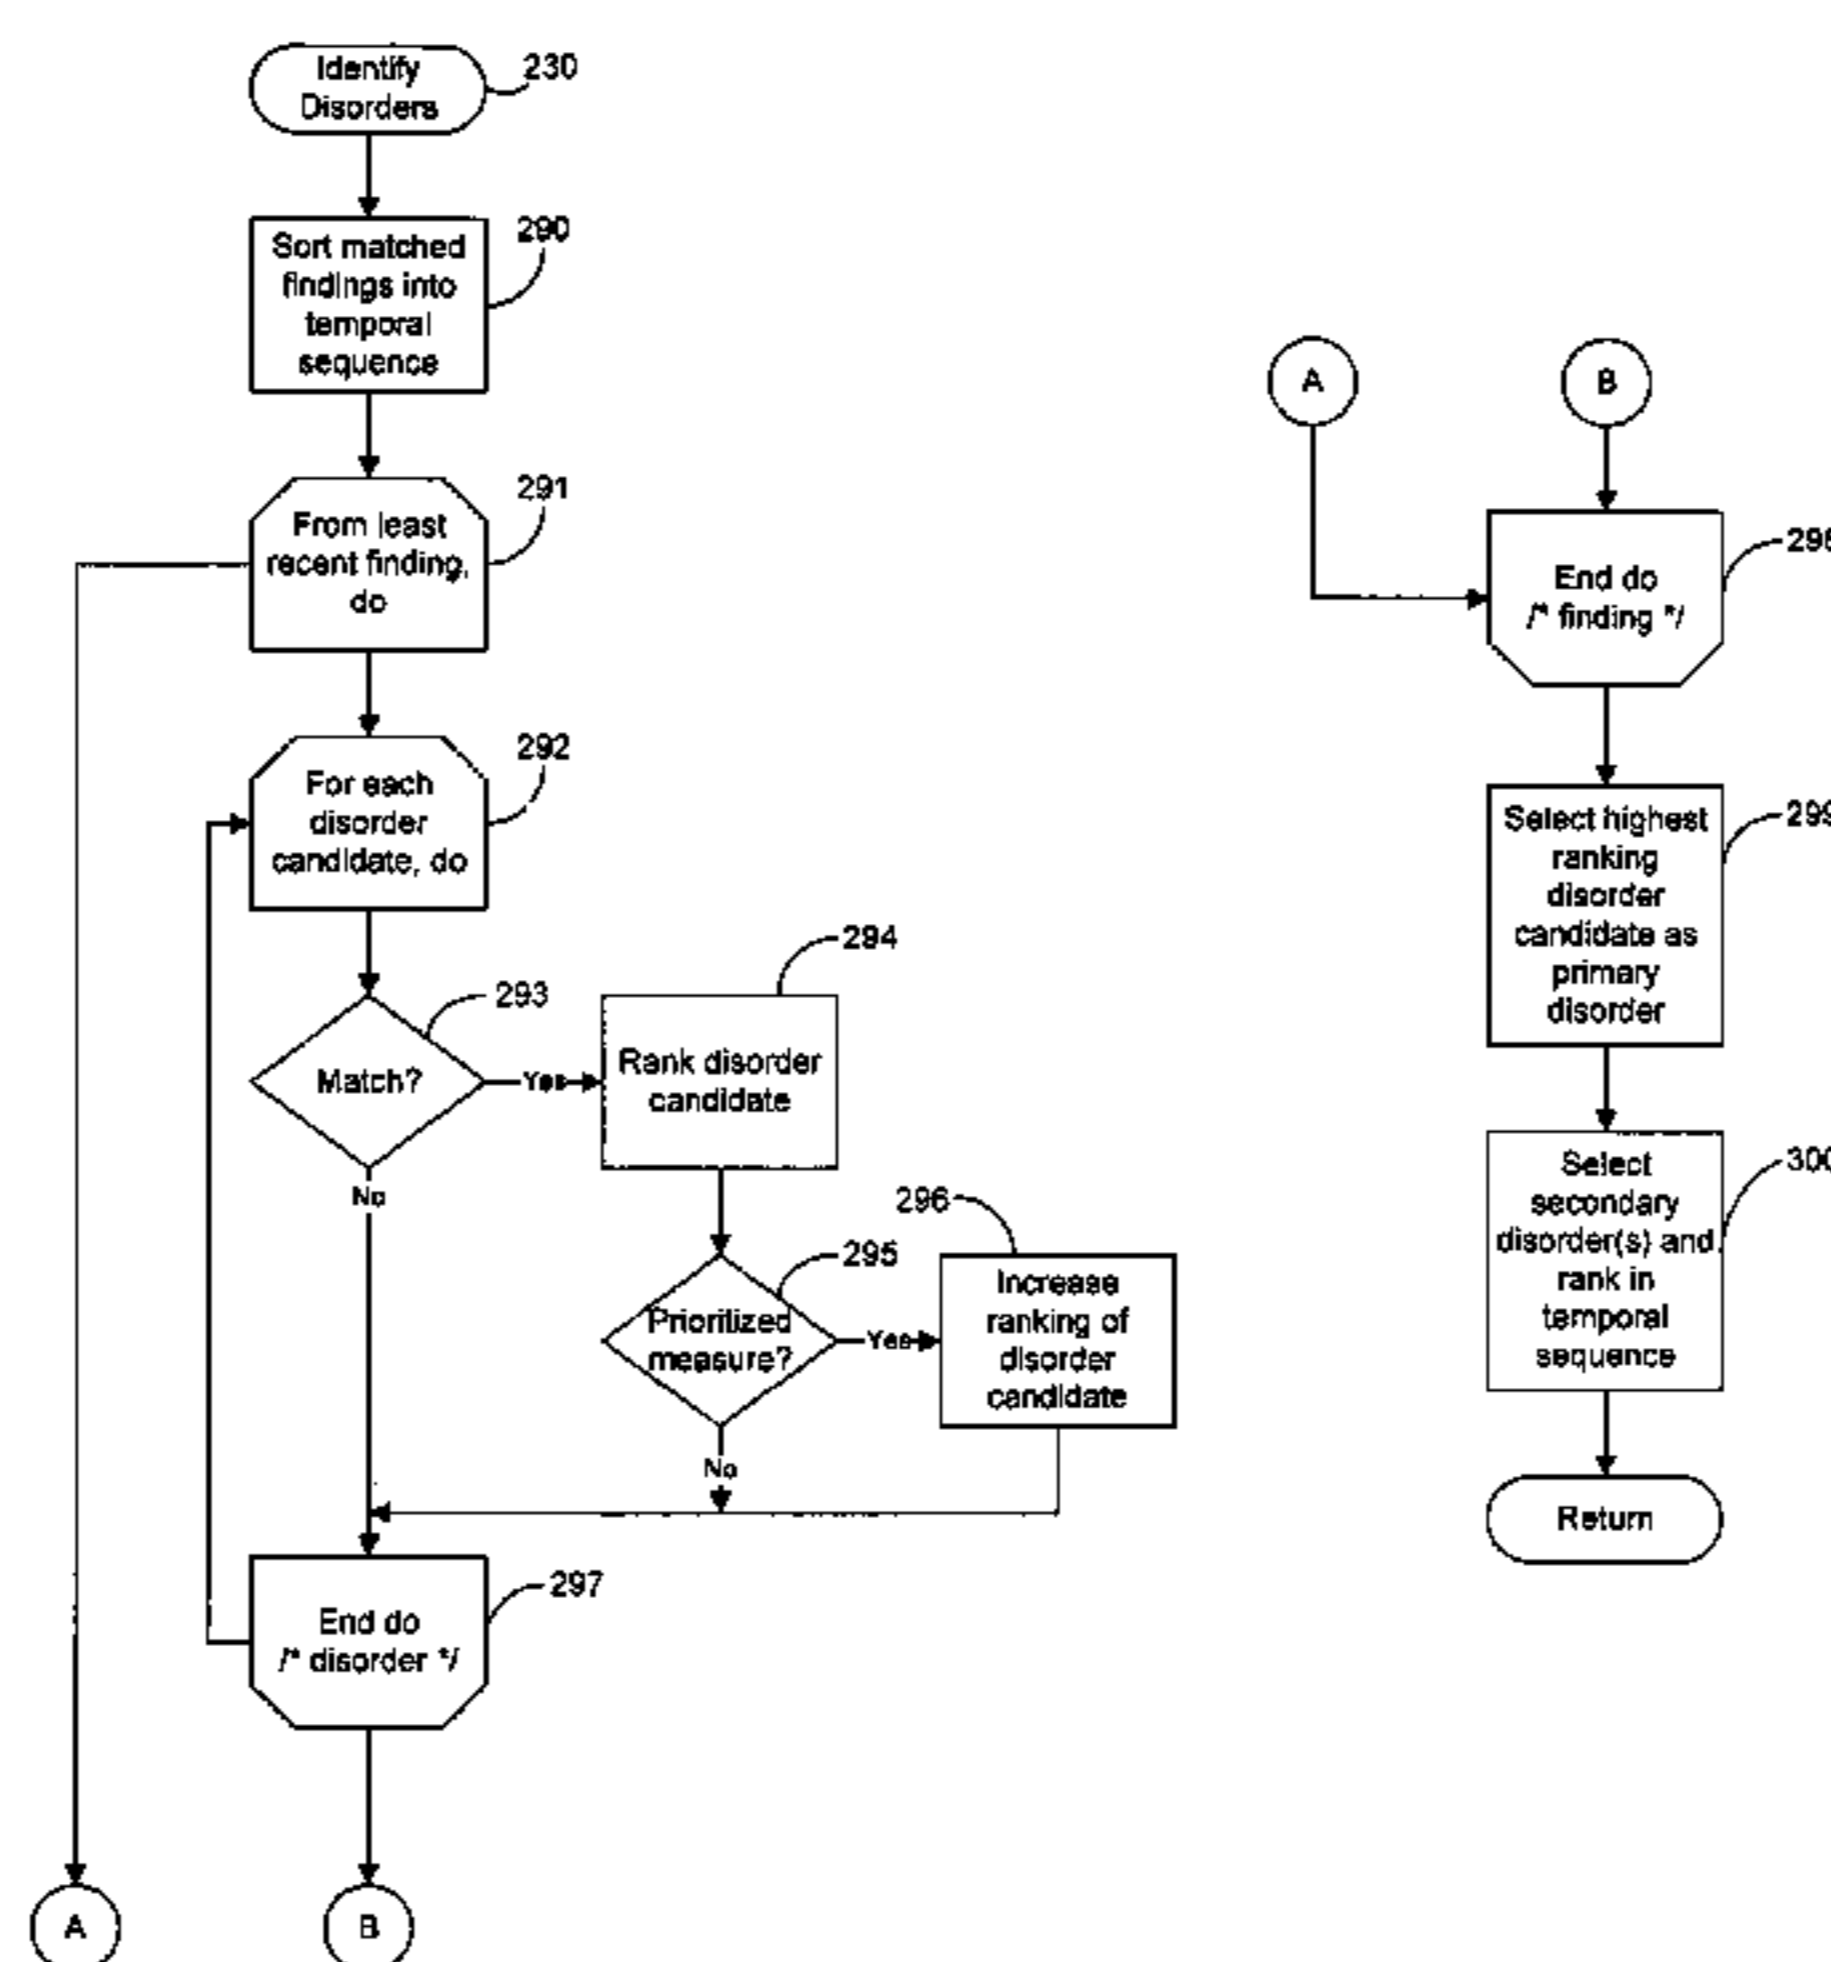 Identify
Disorders
230
Sort matched
findings into
temporal
sequence
290
From least
recent finding,
do
291
For each
disorder
candidate, do
292
Match?
293
Yes
No
Rank disorder
candidate
294
Prioritized
measure?
295
Yes
No
Increase
ranking of
disorder
candidate
296
End do
/* disorder */
297
A
B
A
B
End do
/* finding */
Select highest
ranking
disorder
candidate as
primary
disorder
299
Select
secondary
disorder(s) and
rank in
temporal
sequence
300
Return